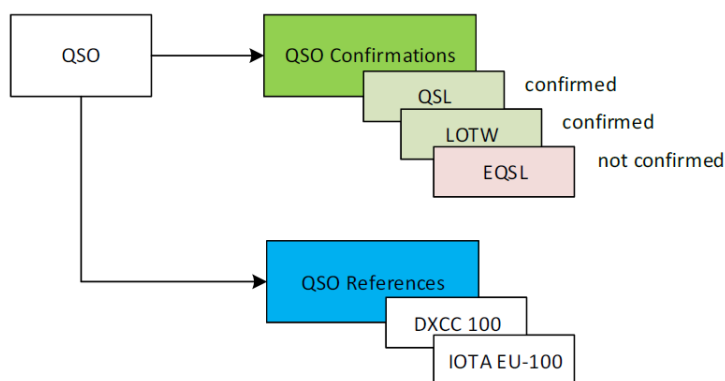 QSO
QSO Confirmations
QSL
confirmed
LOTW
confirmed
EQSL
not confirmed
QSO References
DXCC 100
IOTA EU-100